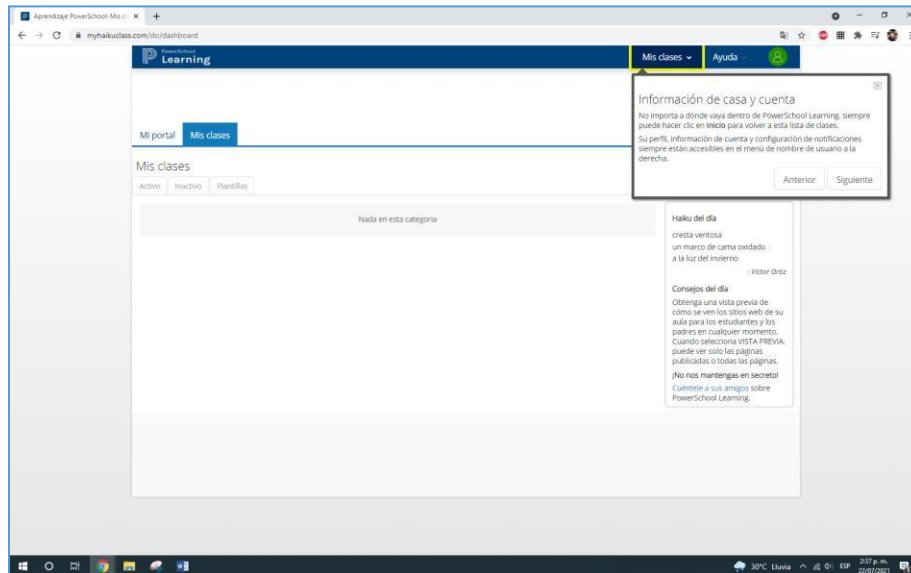 Aprendizaje PowerSchool: Mis cl
myhaikuclass.com/do/dashboard
PowerSchool
Learning
Mis clases
Ayuda
Información de casa y cuenta
No importa a dónde vaya dentro de PowerSchool Learning, siempre
puede hacer clic en inicio para volver a esta lista de clases.
Su perfil, información de cuenta y configuración de notificaciones
siempre están accesibles en el menú de nombre de usuario a la
derecha.
Anterior
Siguiente
Mi portal
Mis clases
Mis clases
Activo
Inactivo
Plantillas
Nada en esta categoria
Haiku del día
cresta ventosa
un marco de cama oxidado
a la luz del invierno
- Víctor Ortiz
Consejos del día
Obtenga una vista previa de
cómo se ven los sitios web de su
aula para los estudiantes y los
padres en cualquier momento.
Cuando selecciona VISTA PREVIA,
puede ver solo las páginas
publicadas o todas las páginas.
¡No nos mantengas en secreto!
Cuéntele a sus amigos sobre
PowerSchool Learning.
30°C Lluvia
ESP
2:37 p. m.
22/07/2021